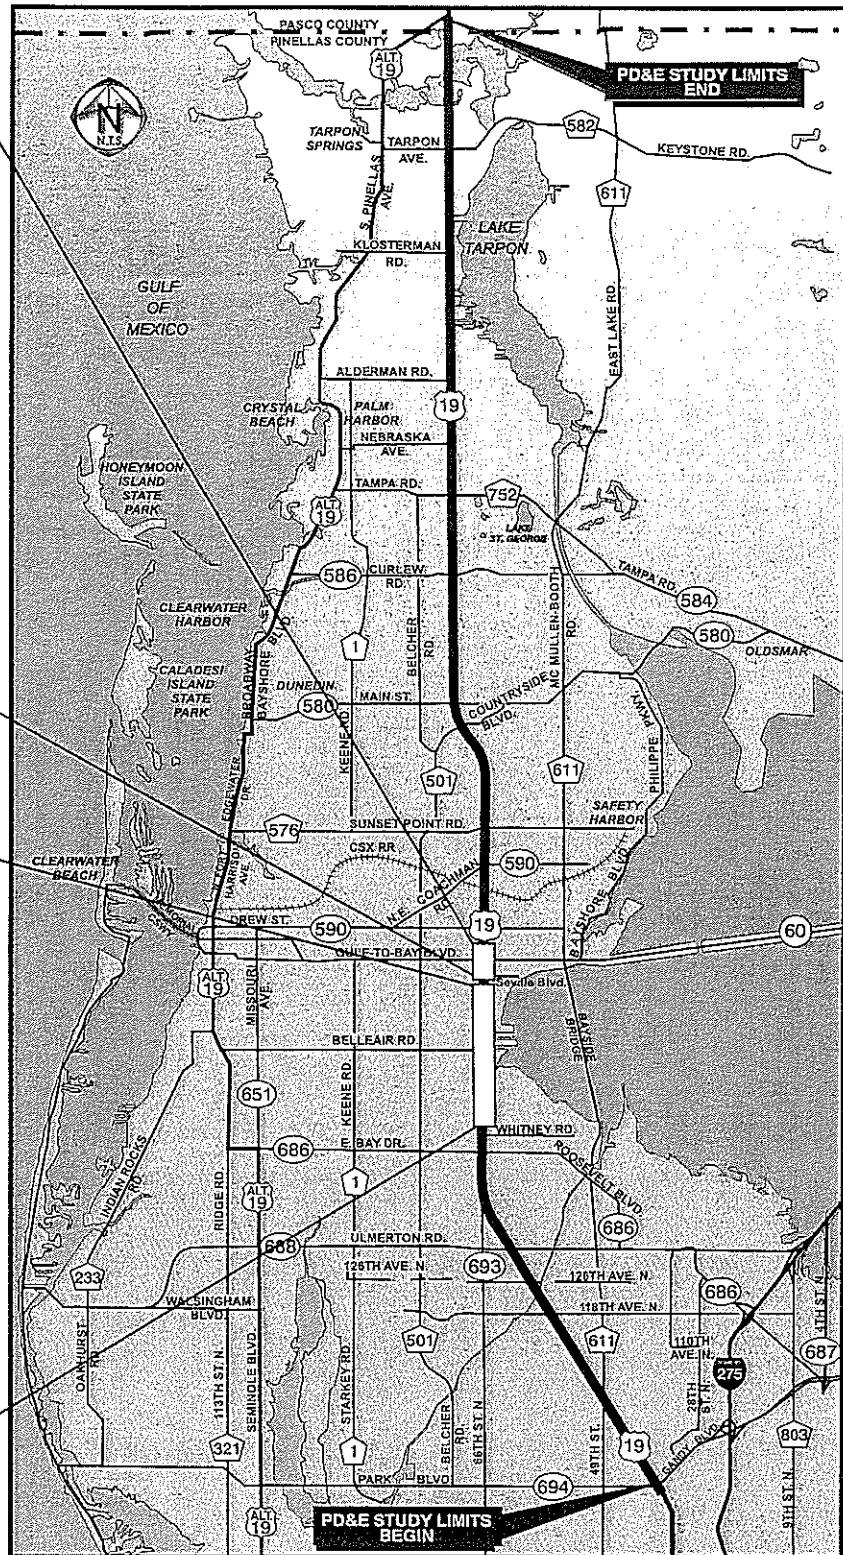 PASCO COUNTY
PINELLAS COUNTY
ALT.
19
PD&E STUDY LIMITS
END
N
N.T.S.
TARPON
SPRINGS
TARPON
AVE.
582
KEYSTONE RD.
611
S. PINELLAS
AVE.
LAKE
TARPON
KLOSTERMAN
RD.
GULF
OF
MEXICO
EAST LAKE RD.
ALDERMAN RD.
CRYSTAL
BEACH
PALM
HARBOR
19
NEBRASKA
AVE.
HONEYMOON
ISLAND
STATE
PARK
TAMPA RD.
752
ALT.
19
LAKE
ST. GEORGE
586
CURLEW
RD.
TAMPA RD.
584
CLEARWATER
HARBOR
580
OLDSMAR
1
BELCHER
RD.
MC MULLEN-BOOTH
RD.
CALADESI
ISLAND
STATE
PARK
BROADWAY
BAYSHORE BLVD.
DUNEDIN
580
MAIN ST.
COUNTRYSIDE
BLVD.
PHILIPPE PKWY
KEENE RD.
501
611
EDGEWATER
DR.
SAFETY
HARBOR
576
SUNSET POINT RD.
CSX RR
590
CLEARWATER
BEACH
N. FORT HARRISON
AVE.
N.E. COACHMAN
RD.
BAYSHORE BLVD.
19
MEMORIAL
CSWY.
DREW ST.
590
60
GULF-TO-BAY BLVD.
ALT.
19
MISSOURI
AVE.
Seville Blvd.
BAYSIDE
BRIDGE
BELLEAIR RD.
KEENE RD.
651
WHITNEY RD.
686
E. BAY DR.
ROOSEVELT BLVD.
INDIAN ROCKS
RD.
RIDGE RD.
ALT.
19
1
686
688
ULMERTON RD.
693
233
126TH AVE. N.
126TH AVE. N.
686
WALSINGHAM
BLVD.
118TH AVE. N.
4TH ST. N.
OAKHURST
RD.
113TH ST. N.
SEMINOLE BLVD.
STARKEY RD.
501
611
110TH
AVE. N.
687
28TH
ST. N.
275
BELCHER
RD.
66TH ST. N.
49TH ST.
19
GANDY BLVD.
803
321
1
PARK BLVD.
694
9TH ST. N.
ALT.
19
PD&E STUDY LIMITS
BEGIN